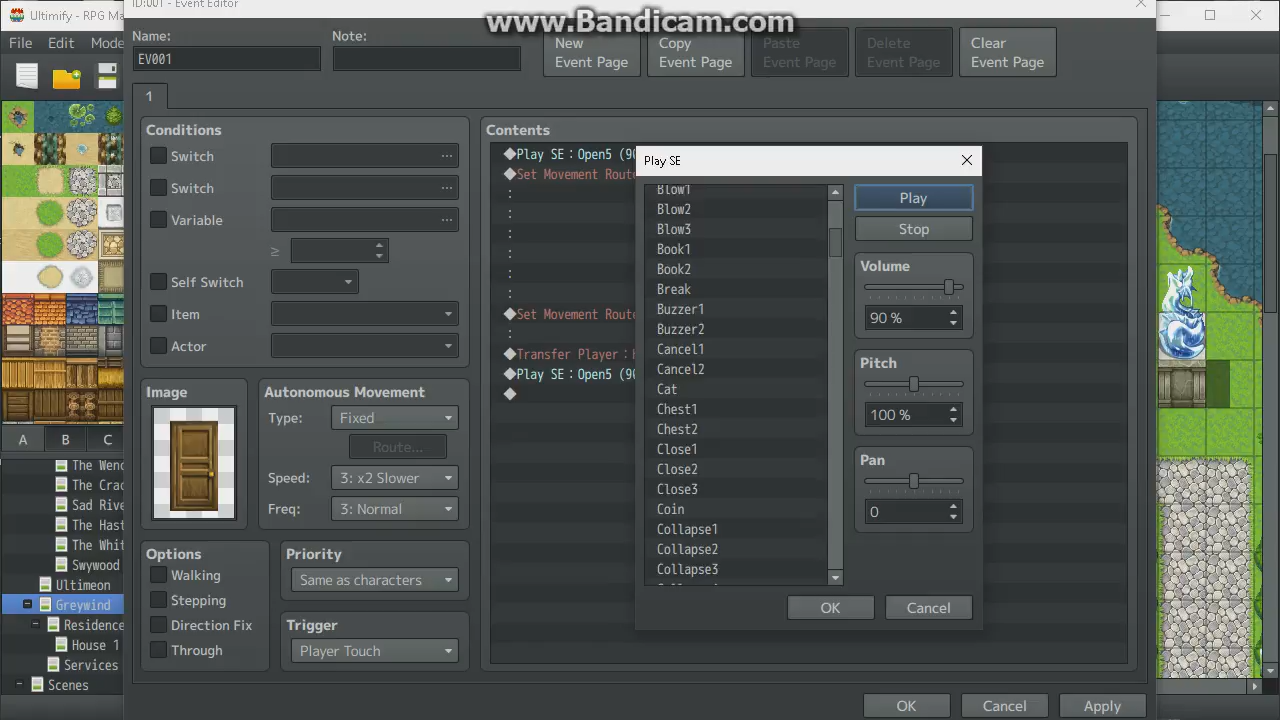 www.Bandicam.com
Ultimify - RPG Ma
ID:001 - Event Editor
File Edit Mode
Name:
EV001
Note:
New
Event Page
Copy
Event Page
Paste
Event Page
Delete
Event Page
Clear
Event Page
1
Conditions
Switch
Switch
Variable
≥
Self Switch
Item
Actor
Image
Autonomous Movement
Type: Fixed
Route...
Speed: 3: x2 Slower
Freq: 3: Normal
Options
Walking
Stepping
Direction Fix
Through
Priority
Same as characters
Trigger
Player Touch
Contents
◆Play SE：Open5 (90
◆Set Movement Route
:
:
:
:
:
:
◆Set Movement Route
:
◆Transfer Player：
◆Play SE：Open5 (90
◆
Play SE
Blow1
Blow2
Blow3
Book1
Book2
Break
Buzzer1
Buzzer2
Cancel1
Cancel2
Cat
Chest1
Chest2
Close1
Close2
Close3
Coin
Collapse1
Collapse2
Collapse3
Play
Stop
Volume
90 %
Pitch
100 %
Pan
0
OK Cancel
A B C
The Wend
The Crac
Sad River
The Hast
The Whit
Swywood
Ultimeon
Greywind
Residence
House 1
Services
Scenes
OK Cancel Apply